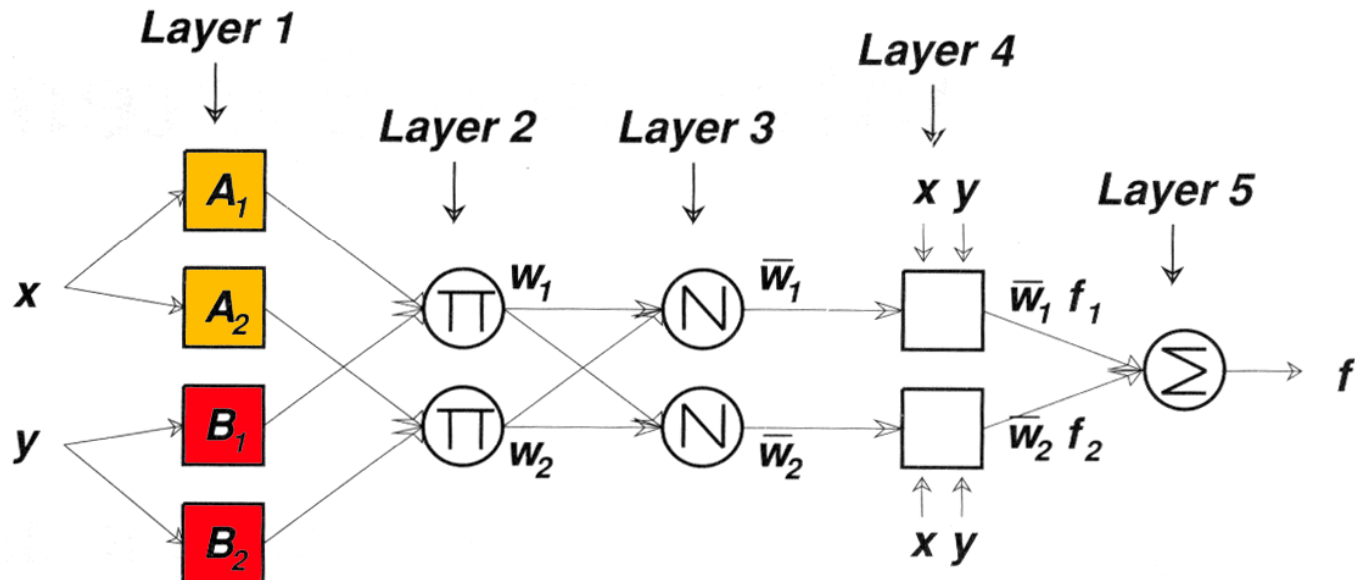 Layer 1
Layer 4
Layer 2
Layer 3
x y
Layer 5
A₁
x
A₂
∏
w₁
N
w̅₁
w̅₁ f₁
∑
f
y
B₁
∏
w₂
N
w̅₂
w̅₂ f₂
B₂
x y